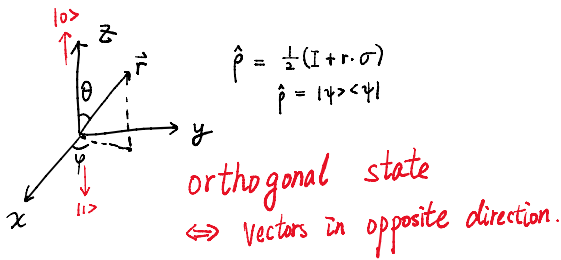 |0>
z
r⃗
θ
y
φ
x
|1>
ρ̂ = ½(I+r·σ)
ρ̂ = |ψ><ψ|
orthogonal state
⇔ vectors in opposite direction.